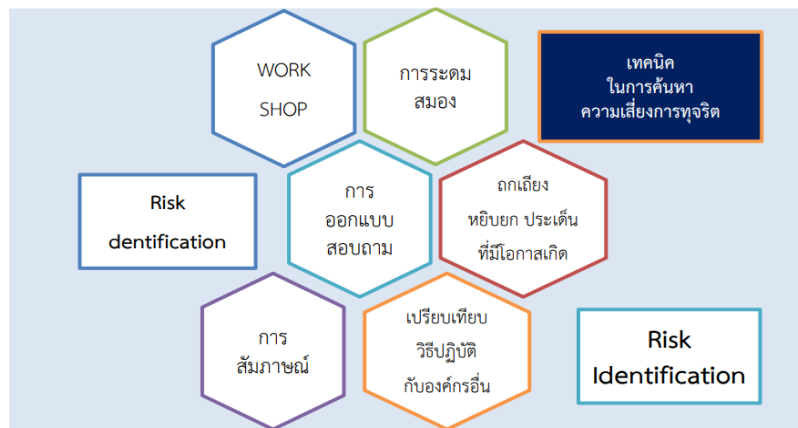 WORK
SHOP
การระดม
สมอง
เทคนิค
ในการค้นหา
ความเสี่ยงการทุจริต
Risk
dentification
การ
ออกแบบ
สอบถาม
ถกเถียง
หยิบยก ประเด็น
ที่มีโอกาสเกิด
การ
สัมภาษณ์
เปรียบเทียบ
วิธีปฏิบัติ
กับองค์กรอื่น
Risk
Identification